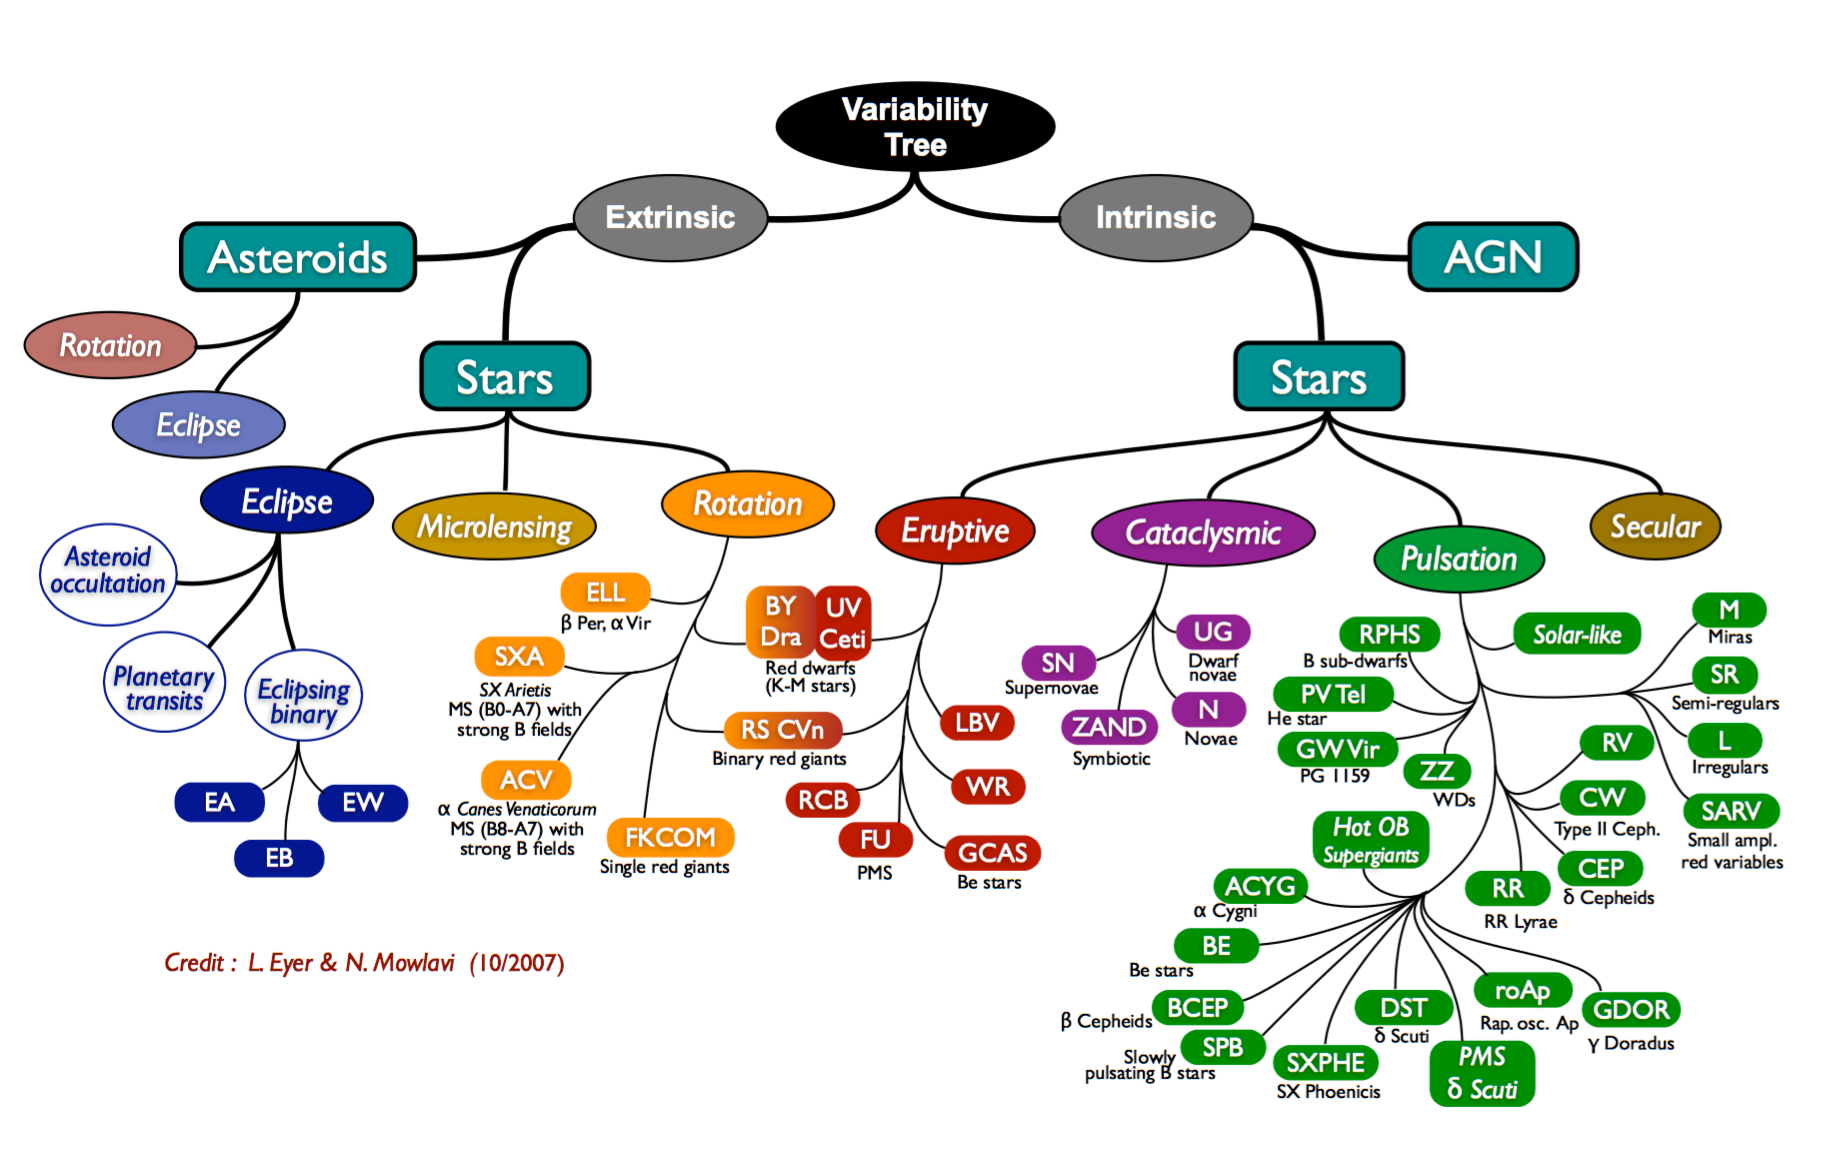 Variability
Tree
Extrinsic
Intrinsic
Asteroids
AGN
Rotation
Eclipse
Stars
Stars
Eclipse
Microlensing
Rotation
Eruptive
Cataclysmic
Pulsation
Secular
Asteroid
occultation
Planetary
transits
Eclipsing
binary
EA
EB
EW
ELL
β Per, α Vir
SXA
SX Arietis
MS (B0-A7) with
strong B fields
ACV
α Canes Venaticorum
MS (B8-A7) with
strong B fields
FKCOM
Single red giants
BY
Dra
UV
Ceti
Red dwarfs
(K-M stars)
RS CVn
Binary red giants
LBV
WR
RCB
FU
PMS
GCAS
Be stars
SN
Supernovae
UG
Dwarf
novae
N
Novae
ZAND
Symbiotic
RPHS
B sub-dwarfs
Solar-like
PV Tel
He star
GW Vir
PG 1159
ZZ
WDs
M
Miras
SR
Semi-regulars
L
Irregulars
SARV
Small ampl.
red variables
RV
CW
Type II Ceph.
CEP
δ Cepheids
RR
RR Lyrae
Hot OB
Supergiants
ACYG
α Cygni
BE
Be stars
BCEP
β Cepheids
SPB
Slowly
pulsating B stars
SXPHE
SX Phoenicis
DST
δ Scuti
PMS
δ Scuti
roAp
Rap. osc. Ap
GDOR
γ Doradus
Credit : L. Eyer & N. Mowlavi (10/2007)